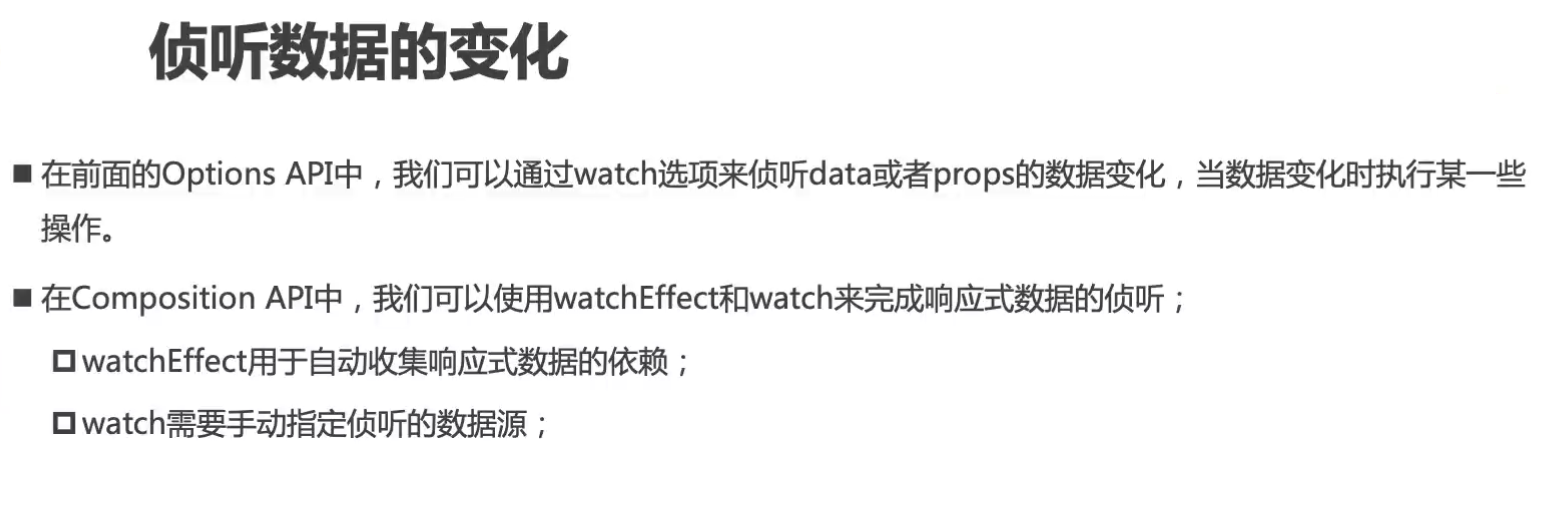 侦听数据的变化
■ 在前面的Options API中，我们可以通过watch选项来侦听data或者props的数据变化，当数据变化时执行某一些
操作。
■ 在Composition API中，我们可以使用watchEffect和watch来完成响应式数据的侦听；
watchEffect用于自动收集响应式数据的依赖；
watch需要手动指定侦听的数据源；